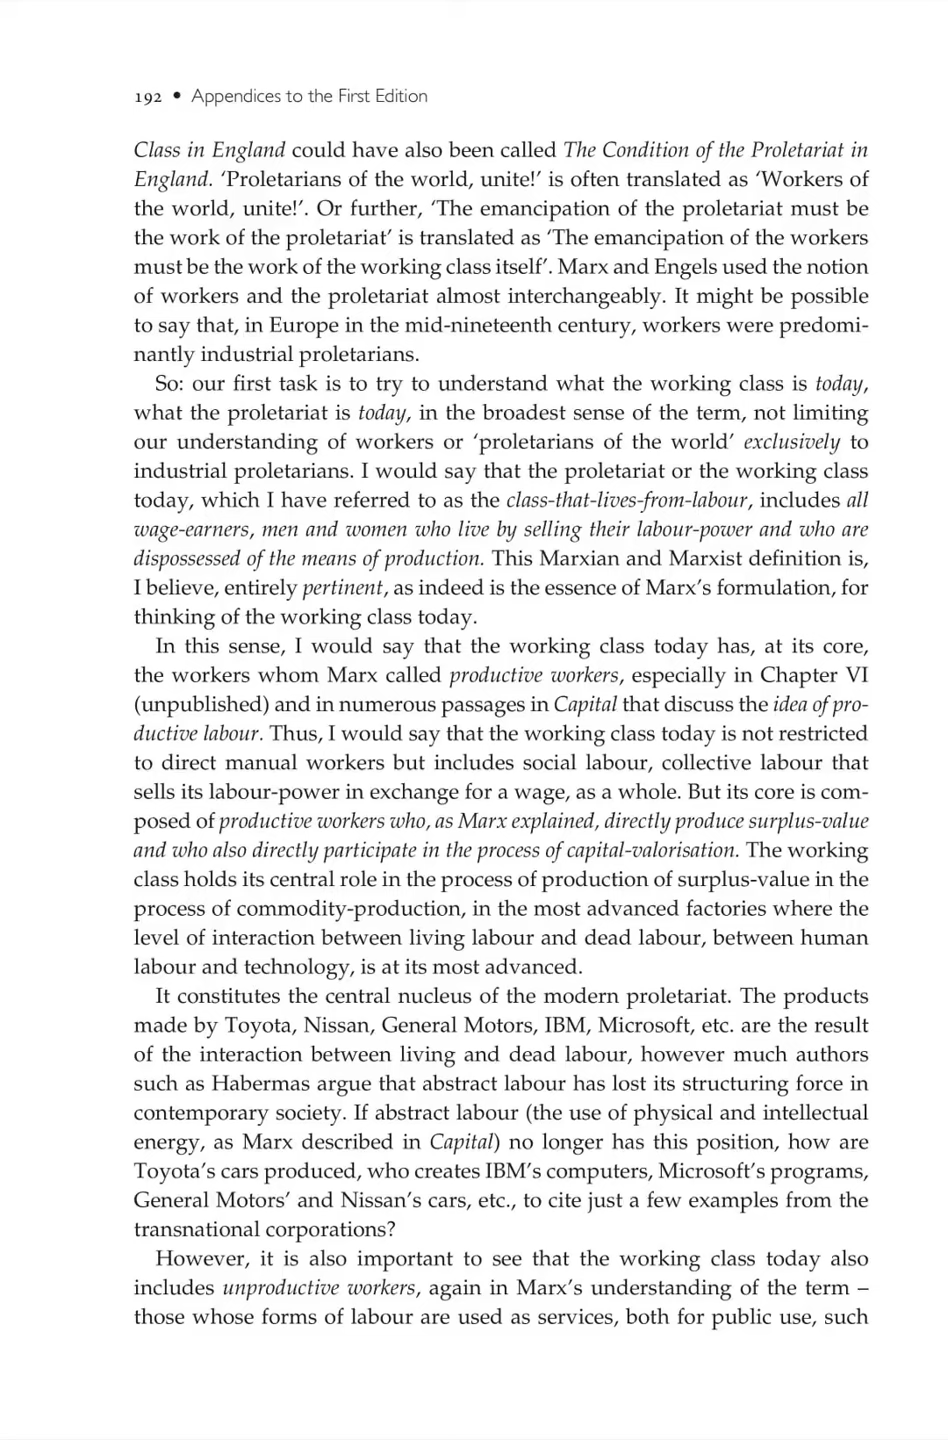 192 • Appendices to the First Edition
Class in England could have also been called The Condition of the Proletariat in
England. ‘Proletarians of the world, unite!’ is often translated as ‘Workers of
the world, unite!’. Or further, ‘The emancipation of the proletariat must be
the work of the proletariat’ is translated as ‘The emancipation of the workers
must be the work of the working class itself’. Marx and Engels used the notion
of workers and the proletariat almost interchangeably. It might be possible
to say that, in Europe in the mid-nineteenth century, workers were predomi-
nantly industrial proletarians.
So: our first task is to try to understand what the working class is today,
what the proletariat is today, in the broadest sense of the term, not limiting
our understanding of workers or ‘proletarians of the world’ exclusively to
industrial proletarians. I would say that the proletariat or the working class
today, which I have referred to as the class-that-lives-from-labour, includes all
wage-earners, men and women who live by selling their labour-power and who are
dispossessed of the means of production. This Marxian and Marxist definition is,
I believe, entirely pertinent, as indeed is the essence of Marx’s formulation, for
thinking of the working class today.
In this sense, I would say that the working class today has, at its core,
the workers whom Marx called productive workers, especially in Chapter VI
(unpublished) and in numerous passages in Capital that discuss the idea of pro-
ductive labour. Thus, I would say that the working class today is not restricted
to direct manual workers but includes social labour, collective labour that
sells its labour-power in exchange for a wage, as a whole. But its core is com-
posed of productive workers who, as Marx explained, directly produce surplus-value
and who also directly participate in the process of capital-valorisation. The working
class holds its central role in the process of production of surplus-value in the
process of commodity-production, in the most advanced factories where the
level of interaction between living labour and dead labour, between human
labour and technology, is at its most advanced.
It constitutes the central nucleus of the modern proletariat. The products
made by Toyota, Nissan, General Motors, IBM, Microsoft, etc. are the result
of the interaction between living and dead labour, however much authors
such as Habermas argue that abstract labour has lost its structuring force in
contemporary society. If abstract labour (the use of physical and intellectual
energy, as Marx described in Capital) no longer has this position, how are
Toyota’s cars produced, who creates IBM’s computers, Microsoft’s programs,
General Motors’ and Nissan’s cars, etc., to cite just a few examples from the
transnational corporations?
However, it is also important to see that the working class today also
includes unproductive workers, again in Marx’s understanding of the term –
those whose forms of labour are used as services, both for public use, such